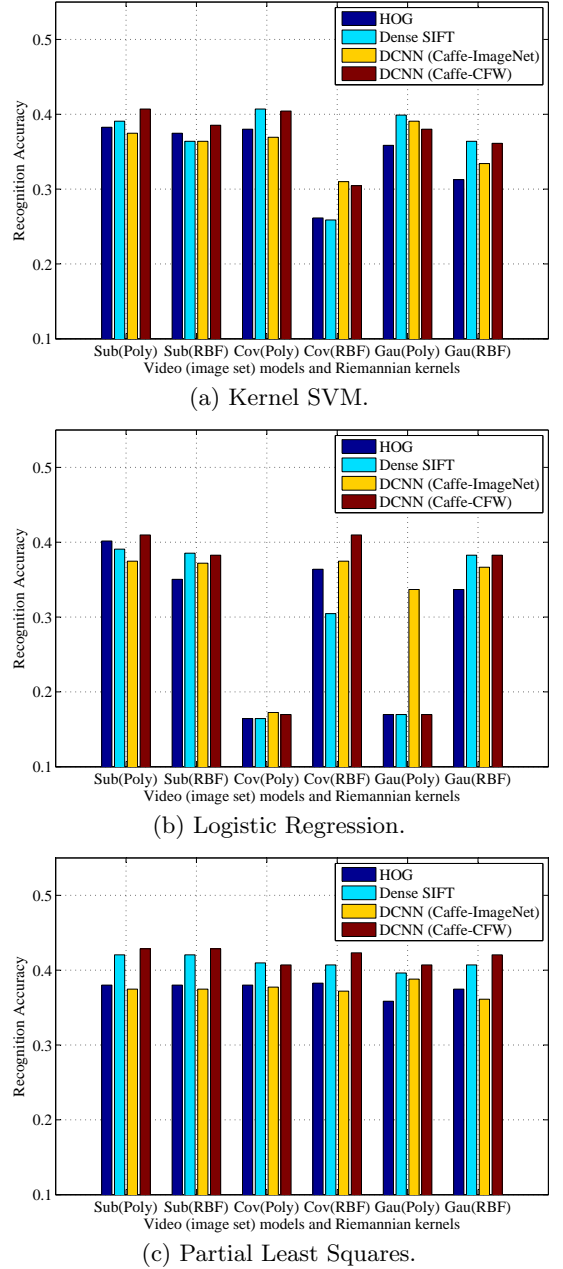 HOG
Dense SIFT
DCNN (Caffe-ImageNet)
DCNN (Caffe-CFW)
0.5
0.4
0.3
0.2
0.1
Recognition Accuracy
Sub(Poly) Sub(RBF) Cov(Poly) Cov(RBF) Gau(Poly) Gau(RBF)
Video (image set) models and Riemannian kernels
(a) Kernel SVM.
HOG
Dense SIFT
DCNN (Caffe-ImageNet)
DCNN (Caffe-CFW)
0.5
0.4
0.3
0.2
0.1
Recognition Accuracy
Sub(Poly) Sub(RBF) Cov(Poly) Cov(RBF) Gau(Poly) Gau(RBF)
Video (image set) models and Riemannian kernels
(b) Logistic Regression.
HOG
Dense SIFT
DCNN (Caffe-ImageNet)
DCNN (Caffe-CFW)
0.5
0.4
0.3
0.2
0.1
Recognition Accuracy
Sub(Poly) Sub(RBF) Cov(Poly) Cov(RBF) Gau(Poly) Gau(RBF)
Video (image set) models and Riemannian kernels
(c) Partial Least Squares.